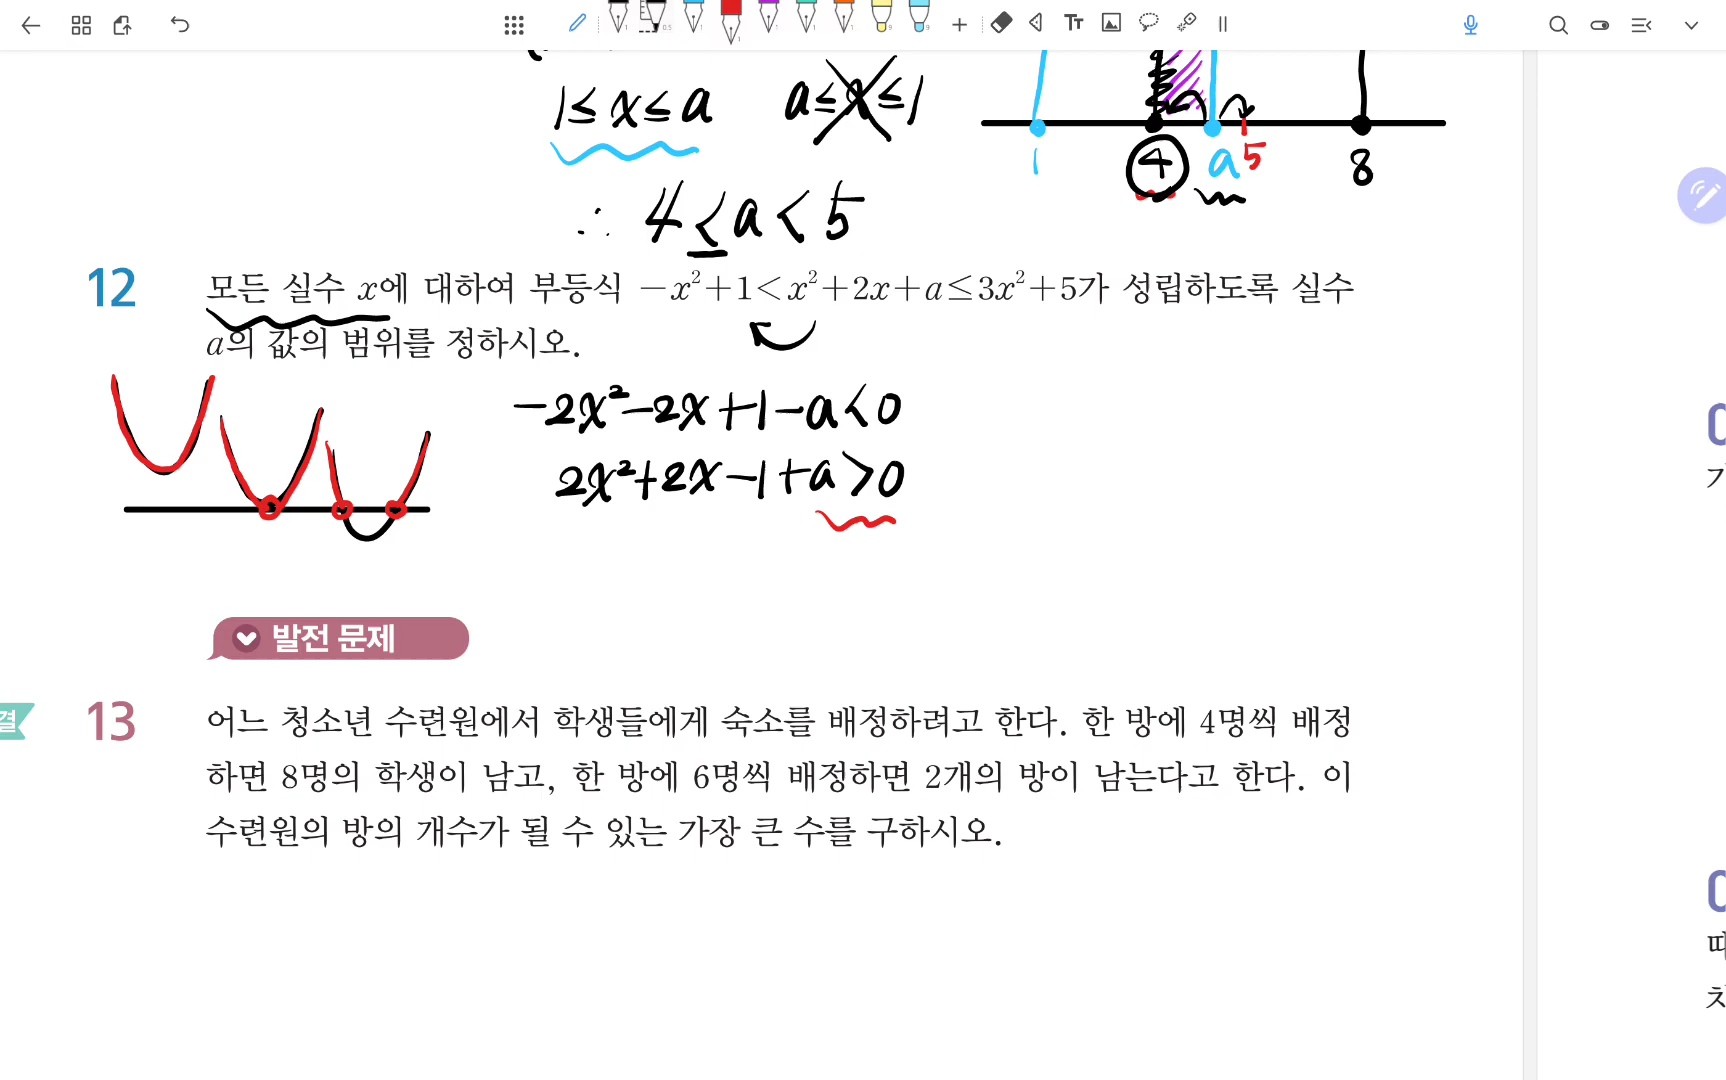 1≤x≤a a≤x≤1
1 4 a 5 8
∴ 4≤a<5
12 모든 실수 x에 대하여 부등식 −x²+1<x²+2x+a≤3x²+5가 성립하도록 실수
a의 값의 범위를 정하시오.
−2x²−2x+1−a<0
2x²+2x−1+a>0
발전 문제
결
13 어느 청소년 수련원에서 학생들에게 숙소를 배정하려고 한다. 한 방에 4명씩 배정
하면 8명의 학생이 남고, 한 방에 6명씩 배정하면 2개의 방이 남는다고 한다. 이
수련원의 방의 개수가 될 수 있는 가장 큰 수를 구하시오.